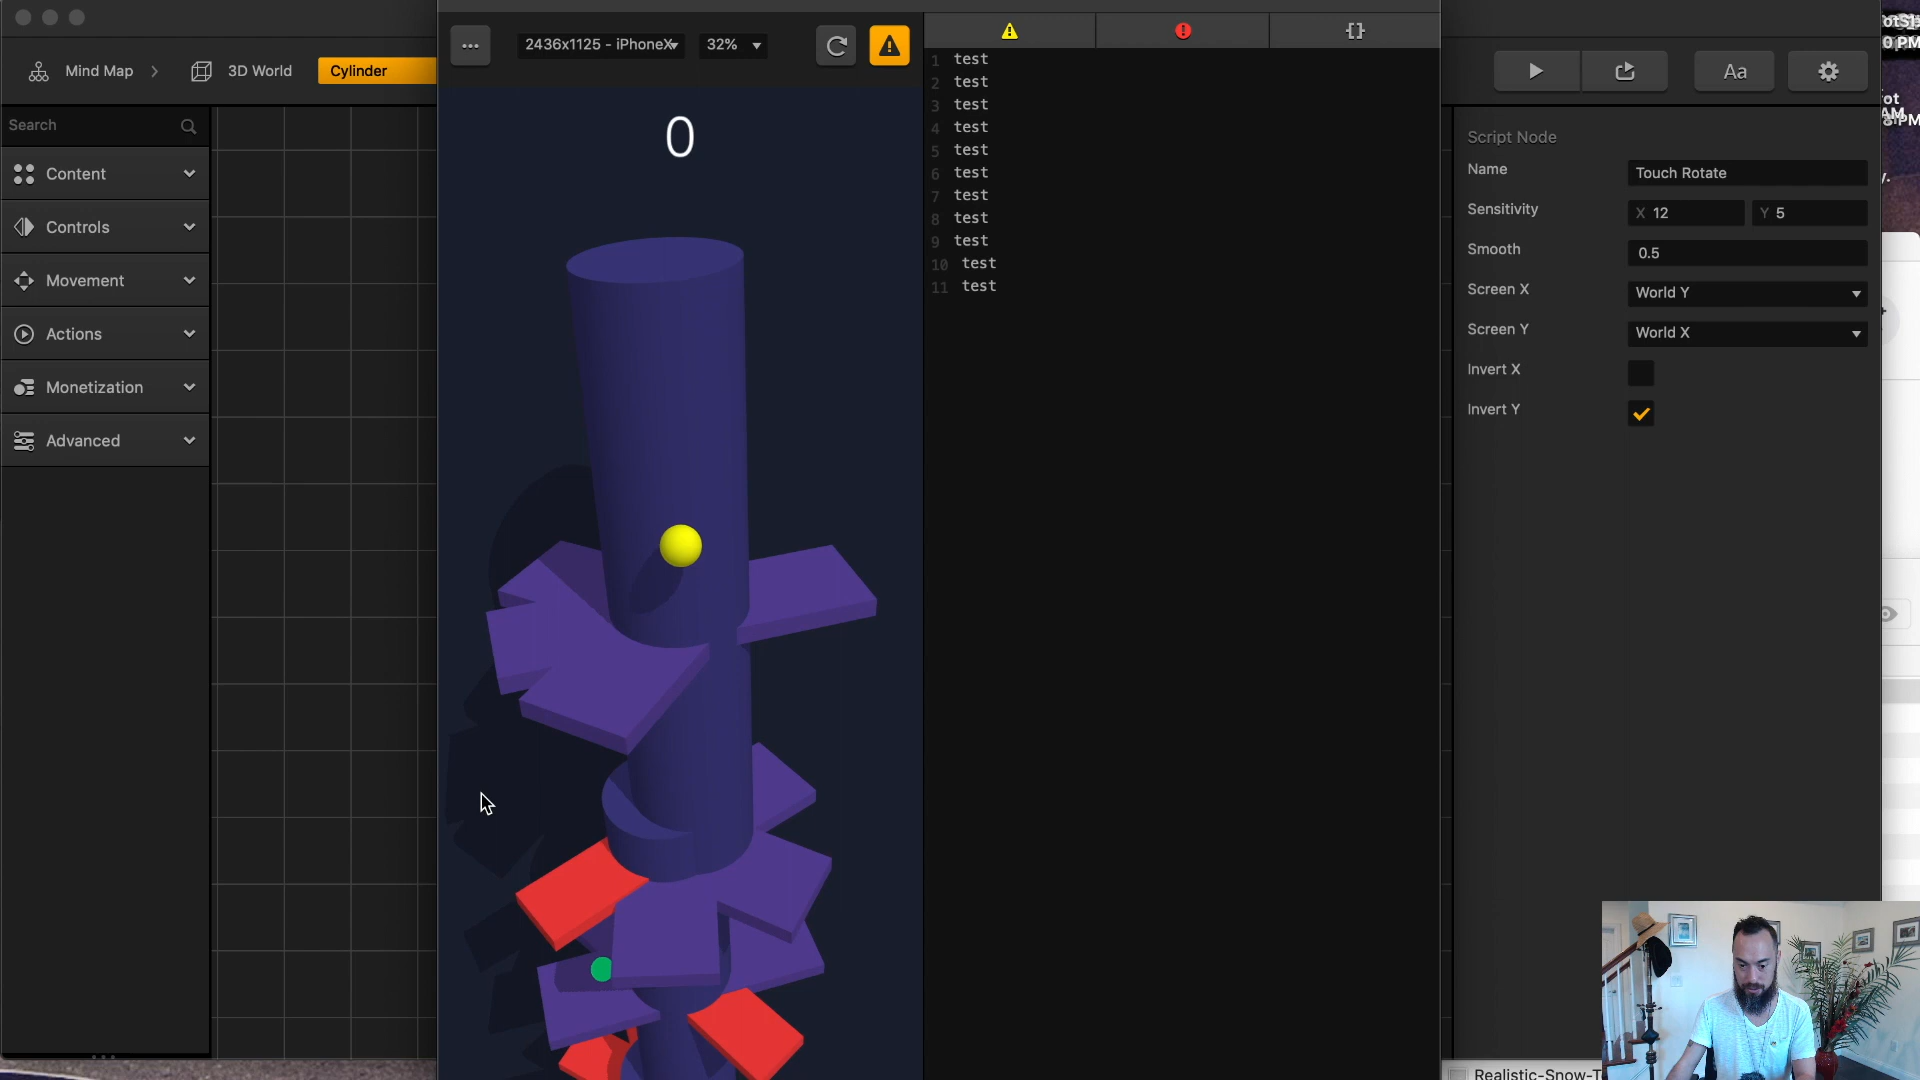 Mind Map
3D World
Cylinder
2436x1125 - iPhoneX
32%
{}
Aa
Search
Content
Controls
Movement
Actions
Monetization
Advanced
0
1 test
2 test
3 test
4 test
5 test
6 test
7 test
8 test
9 test
10 test
11 test
Script Node
Name Touch Rotate
Sensitivity X 12 Y 5
Smooth 0.5
Screen X World Y
Screen Y World X
Invert X
Invert Y
Realistic-Snow-T